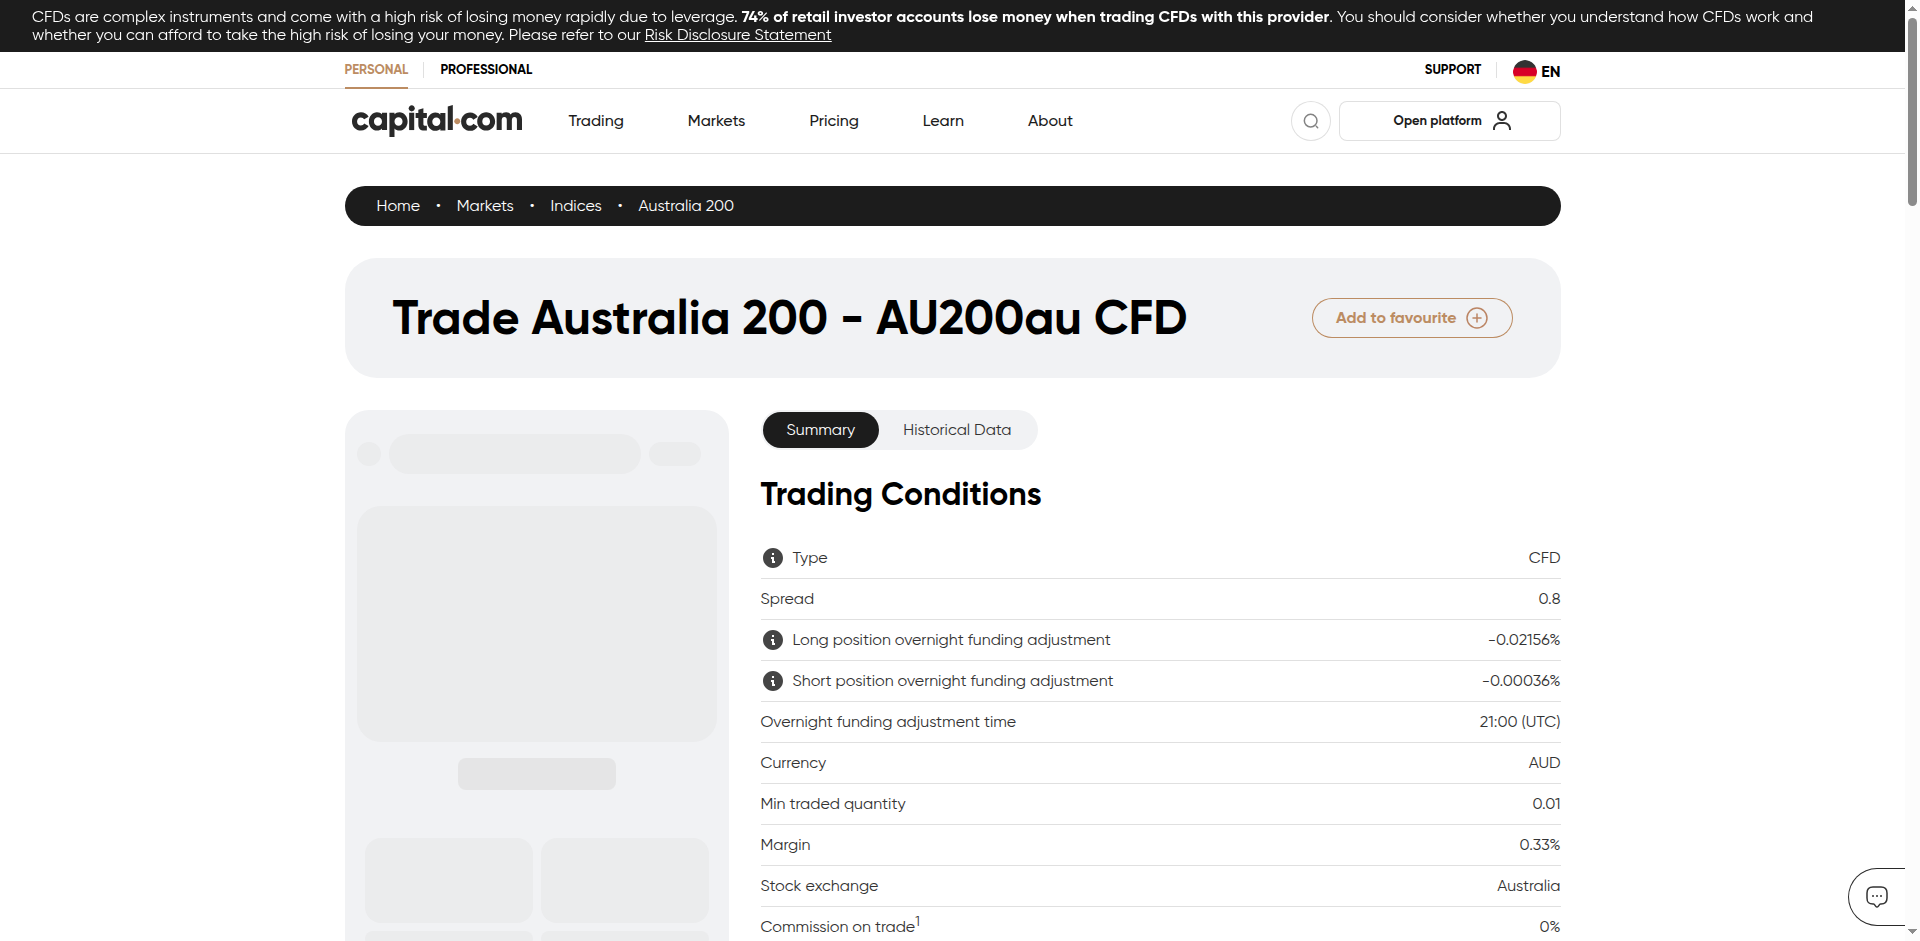 CFDs are complex instruments and come with a high risk of losing money rapidly due to leverage. 74% of retail investor accounts lose money when trading CFDs with this provider. You should consider whether you understand how CFDs work and
whether you can afford to take the high risk of losing your money. Please refer to our Risk Disclosure Statement
PERSONAL PROFESSIONAL SUPPORT EN
capital.com Trading Markets Pricing Learn About Open platform
Home • Markets • Indices • Australia 200
Trade Australia 200 - AU200au CFD Add to favourite
Summary Historical Data
Trading Conditions
Type CFD
Spread 0.8
Long position overnight funding adjustment -0.02156%
Short position overnight funding adjustment -0.00036%
Overnight funding adjustment time 21:00 (UTC)
Currency AUD
Min traded quantity 0.01
Margin 0.33%
Stock exchange Australia
Commission on trade1 0%